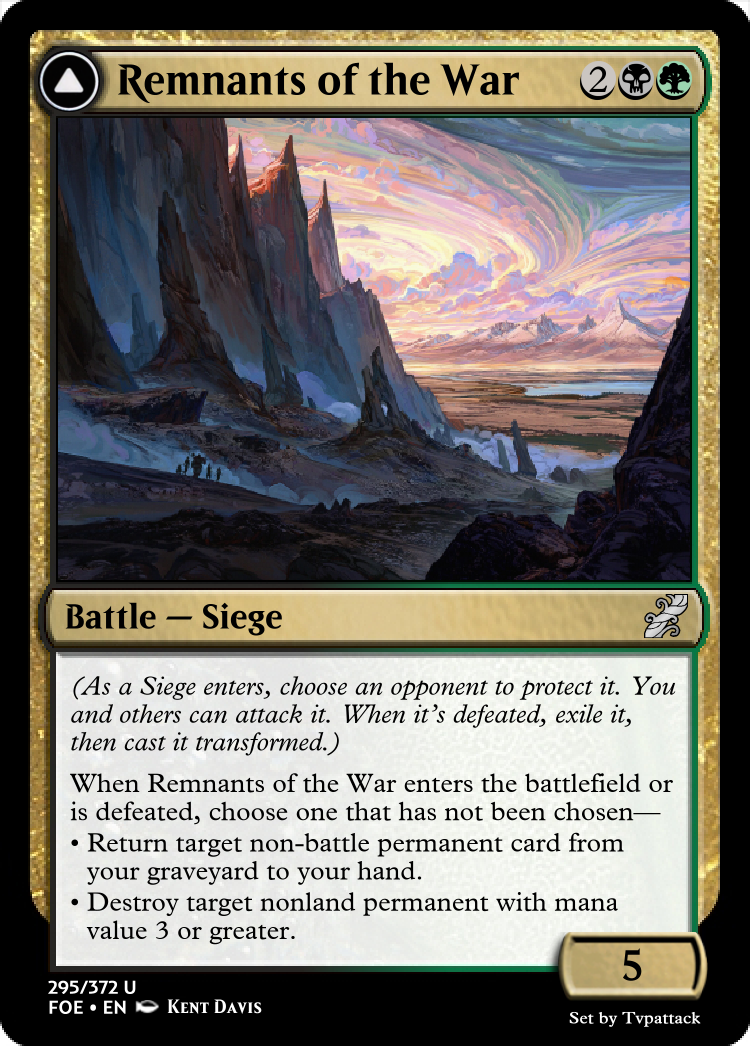 Remnants of the War 2
Battle — Siege
(As a Siege enters, choose an opponent to protect it. You
and others can attack it. When it's defeated, exile it,
then cast it transformed.)
When Remnants of the War enters the battlefield or
is defeated, choose one that has not been chosen—
• Return target non-battle permanent card from
your graveyard to your hand.
• Destroy target nonland permanent with mana
value 3 or greater.
5
295/372 U
FOE • EN Kent Davis
Set by Tvpattack